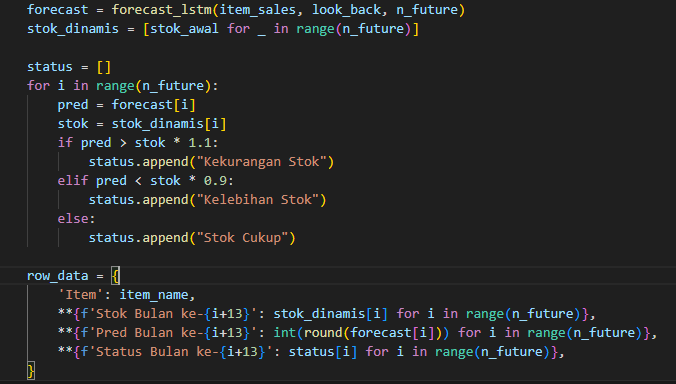 forecast = forecast_lstm(item_sales, look_back, n_future)
stok_dinamis = [stok_awal for _ in range(n_future)]

status = []
for i in range(n_future):
    pred = forecast[i]
    stok = stok_dinamis[i]
    if pred > stok * 1.1:
        status.append("Kekurangan Stok")
    elif pred < stok * 0.9:
        status.append("Kelebihan Stok")
    else:
        status.append("Stok Cukup")

row_data = {
    'Item': item_name,
    **{f'Stok Bulan ke-{i+13}': stok_dinamis[i] for i in range(n_future)},
    **{f'Pred Bulan ke-{i+13}': int(round(forecast[i])) for i in range(n_future)},
    **{f'Status Bulan ke-{i+13}': status[i] for i in range(n_future)},
}